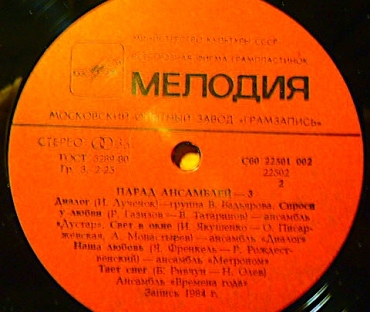 МИНИСТЕРСТВО КУЛЬТУРЫ СССР
ВСЕСОЮЗНАЯ ФИРМА ГРАМПЛАСТИНОК
МЕЛОДИЯ
МОСКОВСКИЙ ОПЫТНЫЙ ЗАВОД «ГРАМЗАПИСЬ»
СТЕРЕО 33
ГОСТ 5289-80
Гр. 3. 2-25
С60 22501 002
22502
2
ПАРАД АНСАМБЛЕЙ — 3
Диалог (И. Лученок)—группа В. Бадьярова. Спроси
у любви (Р. Газизов — В. Татаринов) — ансамбль
«Дустар». Свет в окне (И. Якушенко — О. Писар-
жевская, А. Монастырев)— ансамбль «Диалог»
Наша любовь (Я. Френкель — Р. Рождест-
венский) — ансамбль «Метроном»
Тает снег (Б. Ривчун — Н. Олев)
Ансамбль «Времена года»
Запись 1984 г.